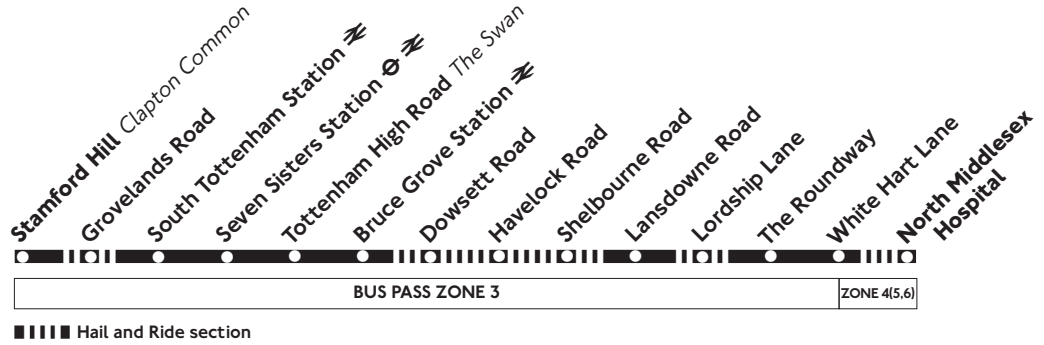 Stamford Hill Clapton Common
Grovelands Road
South Tottenham Station
Seven Sisters Station
Tottenham High Road The Swan
Bruce Grove Station
Dowsett Road
Havelock Road
Shelbourne Road
Lansdowne Road
Lordship Lane
The Roundway
White Hart Lane
North Middlesex
Hospital
BUS PASS ZONE 3
ZONE 4(5,6)
Hail and Ride section